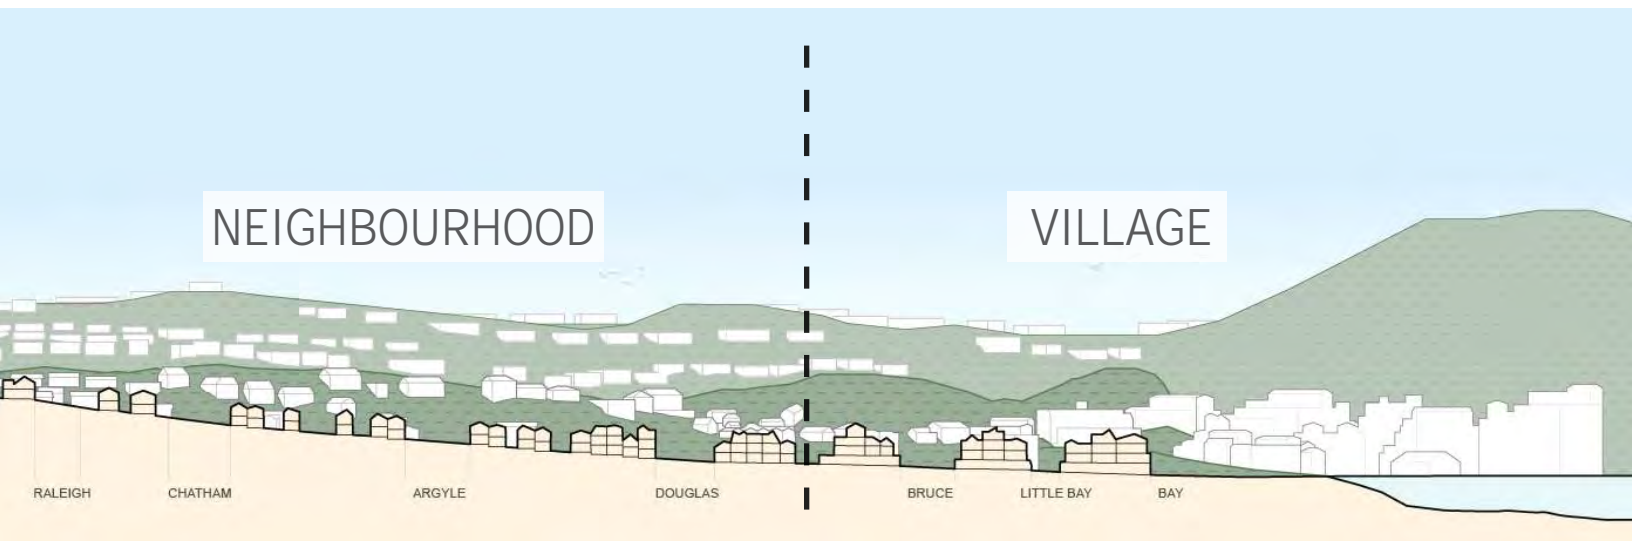 NEIGHBOURHOOD
VILLAGE
RALEIGH
CHATHAM
ARGYLE
DOUGLAS
BRUCE
LITTLE BAY
BAY